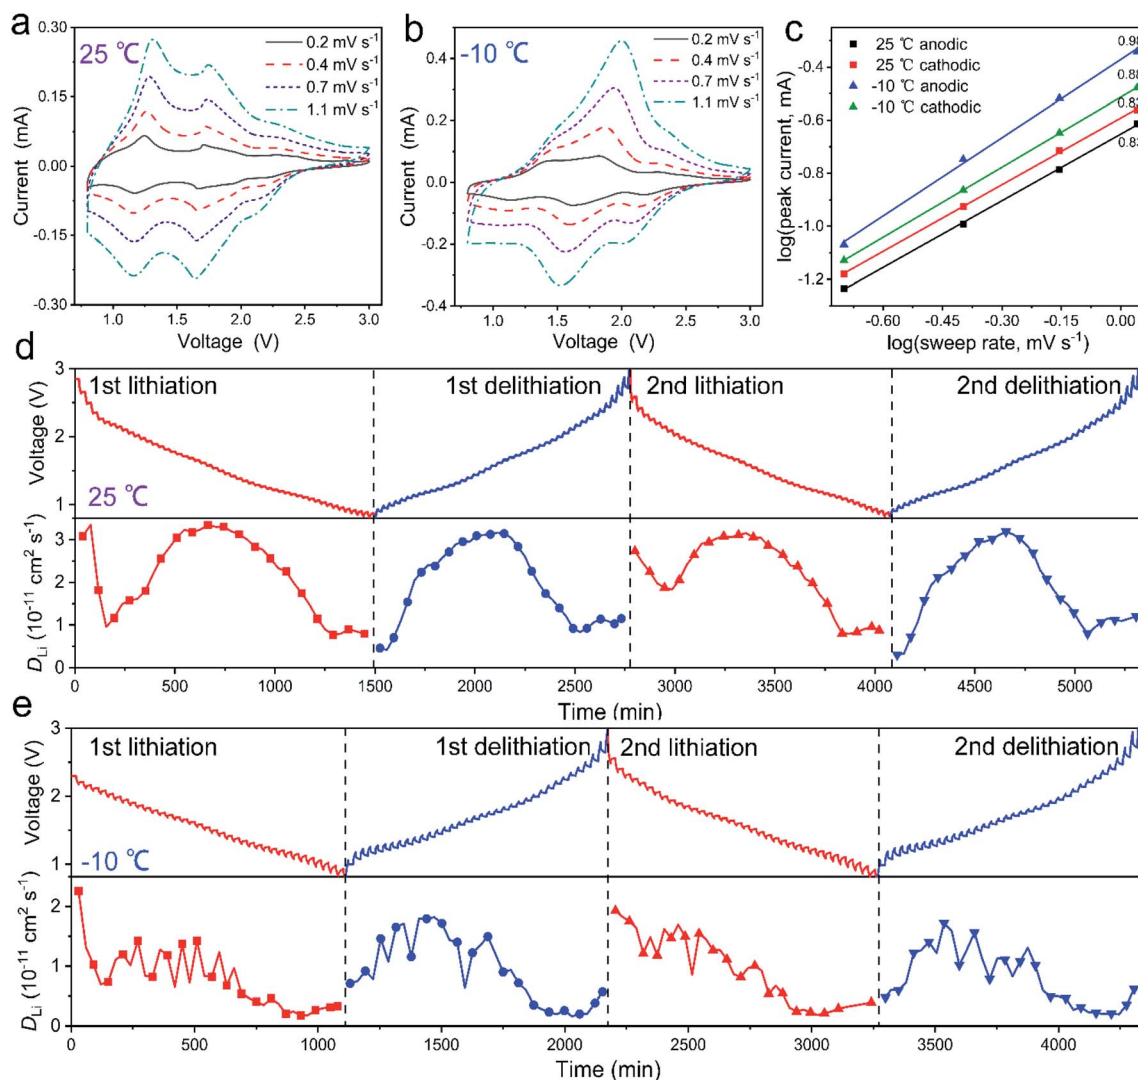 a
25 ℃
0.2 mV s⁻¹
0.4 mV s⁻¹
0.7 mV s⁻¹
1.1 mV s⁻¹
0.30
0.15
0.00
-0.15
-0.30
Current (mA)
1.0 1.5 2.0 2.5 3.0
Voltage (V)
b
-10 ℃
0.2 mV s⁻¹
0.4 mV s⁻¹
0.7 mV s⁻¹
1.1 mV s⁻¹
0.4
0.2
0.0
-0.2
-0.4
Current (mA)
1.0 1.5 2.0 2.5 3.0
Voltage (V)
c
25 ℃ anodic
25 ℃ cathodic
-10 ℃ anodic
-10 ℃ cathodic
-0.4
-0.6
-0.8
-1.0
-1.2
log(peak current, mA)
-0.60 -0.45 -0.30 -0.15 0.00
log(sweep rate, mV s⁻¹)
d
1st lithiation
1st delithiation
2nd lithiation
2nd delithiation
25 ℃
3
2
1
Voltage (V)
3
2
1
0
D_Li (10⁻¹¹ cm² s⁻¹)
0 500 1000 1500 2000 2500 3000 3500 4000 4500 5000
Time (min)
e
1st lithiation
1st delithiation
2nd lithiation
2nd delithiation
-10 ℃
3
2
1
Voltage (V)
2
1
0
D_Li (10⁻¹¹ cm² s⁻¹)
0 500 1000 1500 2000 2500 3000 3500 4000
Time (min)